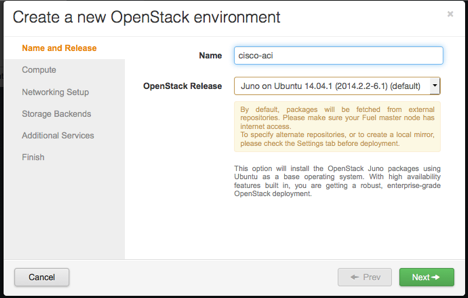 Create a new OpenStack environment
×
Name and Release
Compute
Networking Setup
Storage Backends
Additional Services
Finish
Name
cisco-aci
OpenStack Release
Juno on Ubuntu 14.04.1 (2014.2.2-6.1) (default)
By default, packages will be fetched from external
repositories. Please make sure your Fuel master node has
internet access.
To specify alternate repositories, or to create a local mirror,
please check the Settings tab before deployment.
This option will install the OpenStack Juno packages using
Ubuntu as a base operating system. With high availability
features built in, you are getting a robust, enterprise-grade
OpenStack deployment.
Cancel
← Prev
Next →